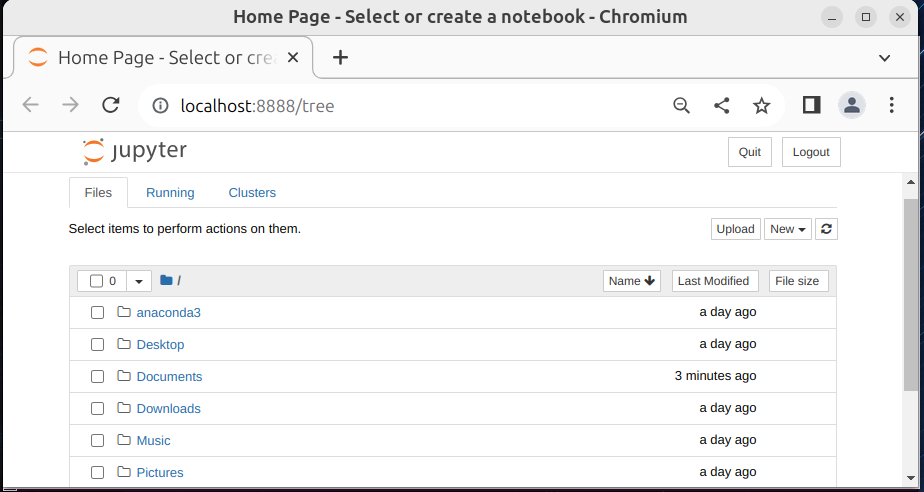 Home Page - Select or create a notebook - Chromium
Home Page - Select or cre
localhost:8888/tree
jupyter
Quit
Logout
Files
Running
Clusters
Select items to perform actions on them.
Upload
New
0
/
Name
Last Modified
File size
anaconda3
a day ago
Desktop
a day ago
Documents
3 minutes ago
Downloads
a day ago
Music
a day ago
Pictures
a day ago